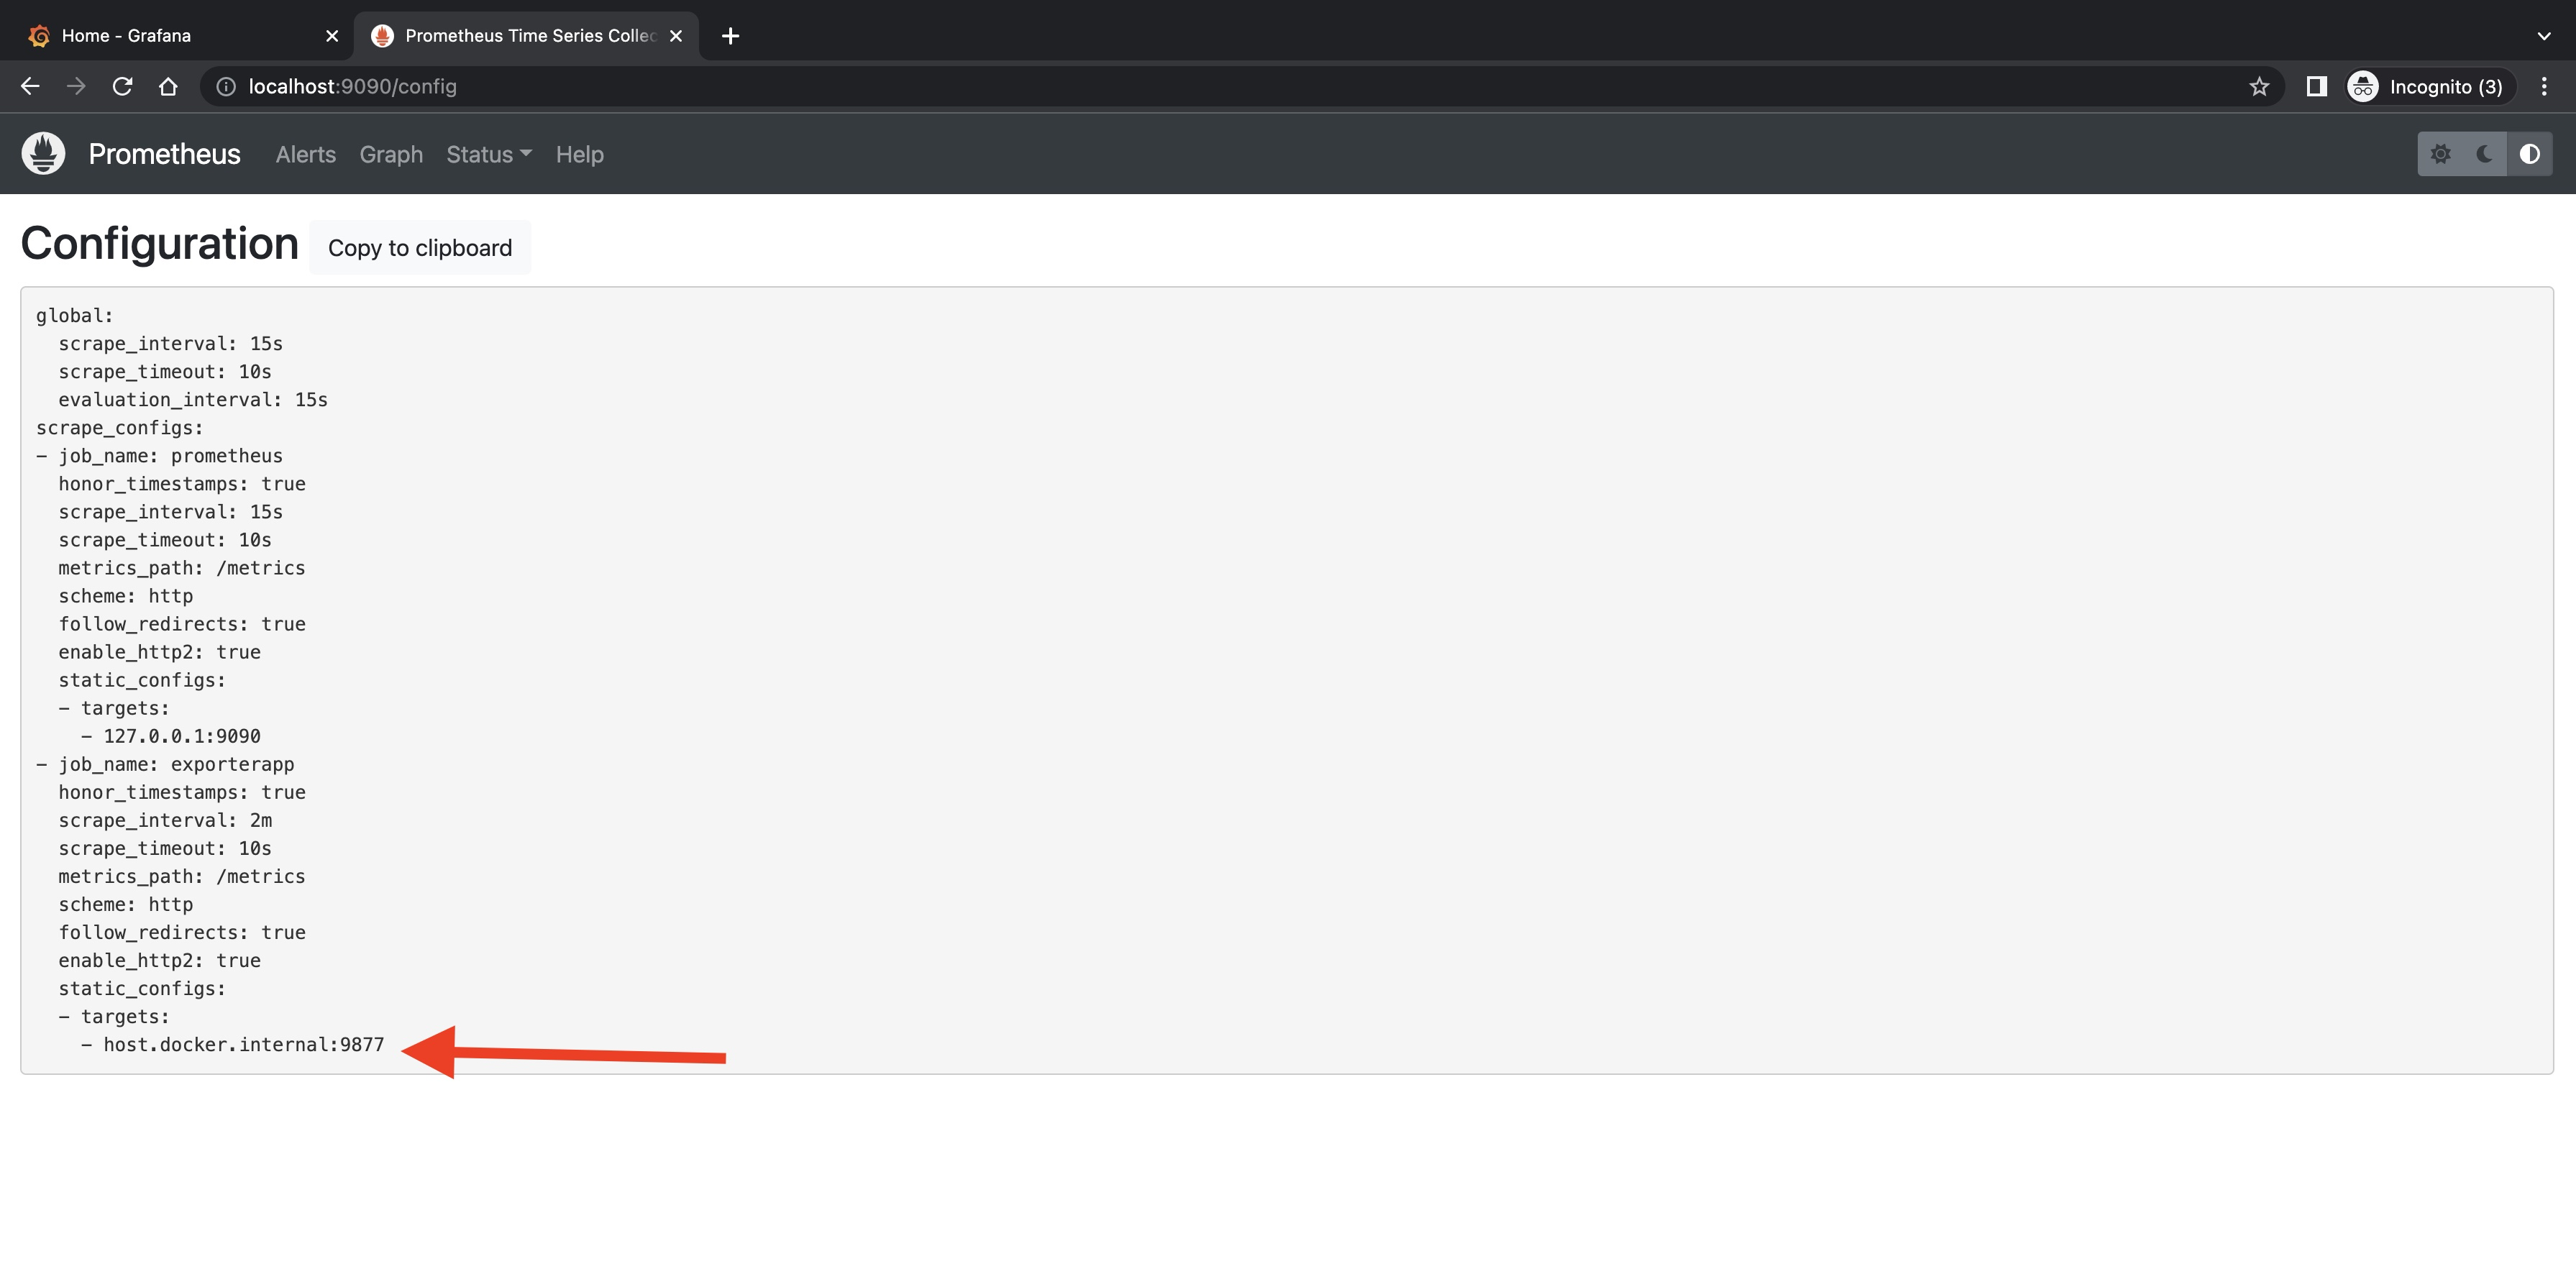 Home - Grafana
Prometheus Time Series Collec
localhost:9090/config
Incognito (3)
Prometheus Alerts Graph Status Help
Configuration Copy to clipboard
global:
  scrape_interval: 15s
  scrape_timeout: 10s
  evaluation_interval: 15s
scrape_configs:
- job_name: prometheus
  honor_timestamps: true
  scrape_interval: 15s
  scrape_timeout: 10s
  metrics_path: /metrics
  scheme: http
  follow_redirects: true
  enable_http2: true
  static_configs:
  - targets:
    - 127.0.0.1:9090
- job_name: exporterapp
  honor_timestamps: true
  scrape_interval: 2m
  scrape_timeout: 10s
  metrics_path: /metrics
  scheme: http
  follow_redirects: true
  enable_http2: true
  static_configs:
  - targets:
    - host.docker.internal:9877